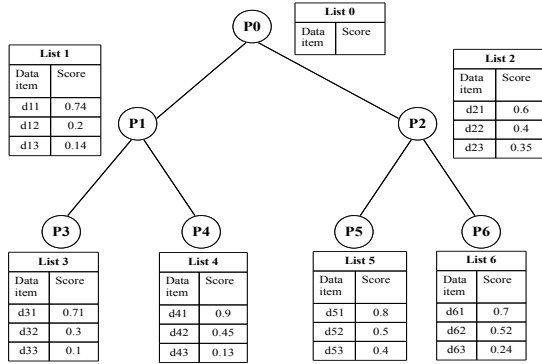 P0
List 0
Data item Score
List 1
Data item Score
d11 0.74
d12 0.2
d13 0.14
List 2
Data item Score
d21 0.6
d22 0.4
d23 0.35
P1
P2
P3
P4
P5
P6
List 3
Data item Score
d31 0.71
d32 0.3
d33 0.1
List 4
Data item Score
d41 0.9
d42 0.45
d43 0.13
List 5
Data item Score
d51 0.8
d52 0.5
d53 0.4
List 6
Data item Score
d61 0.7
d62 0.52
d63 0.24